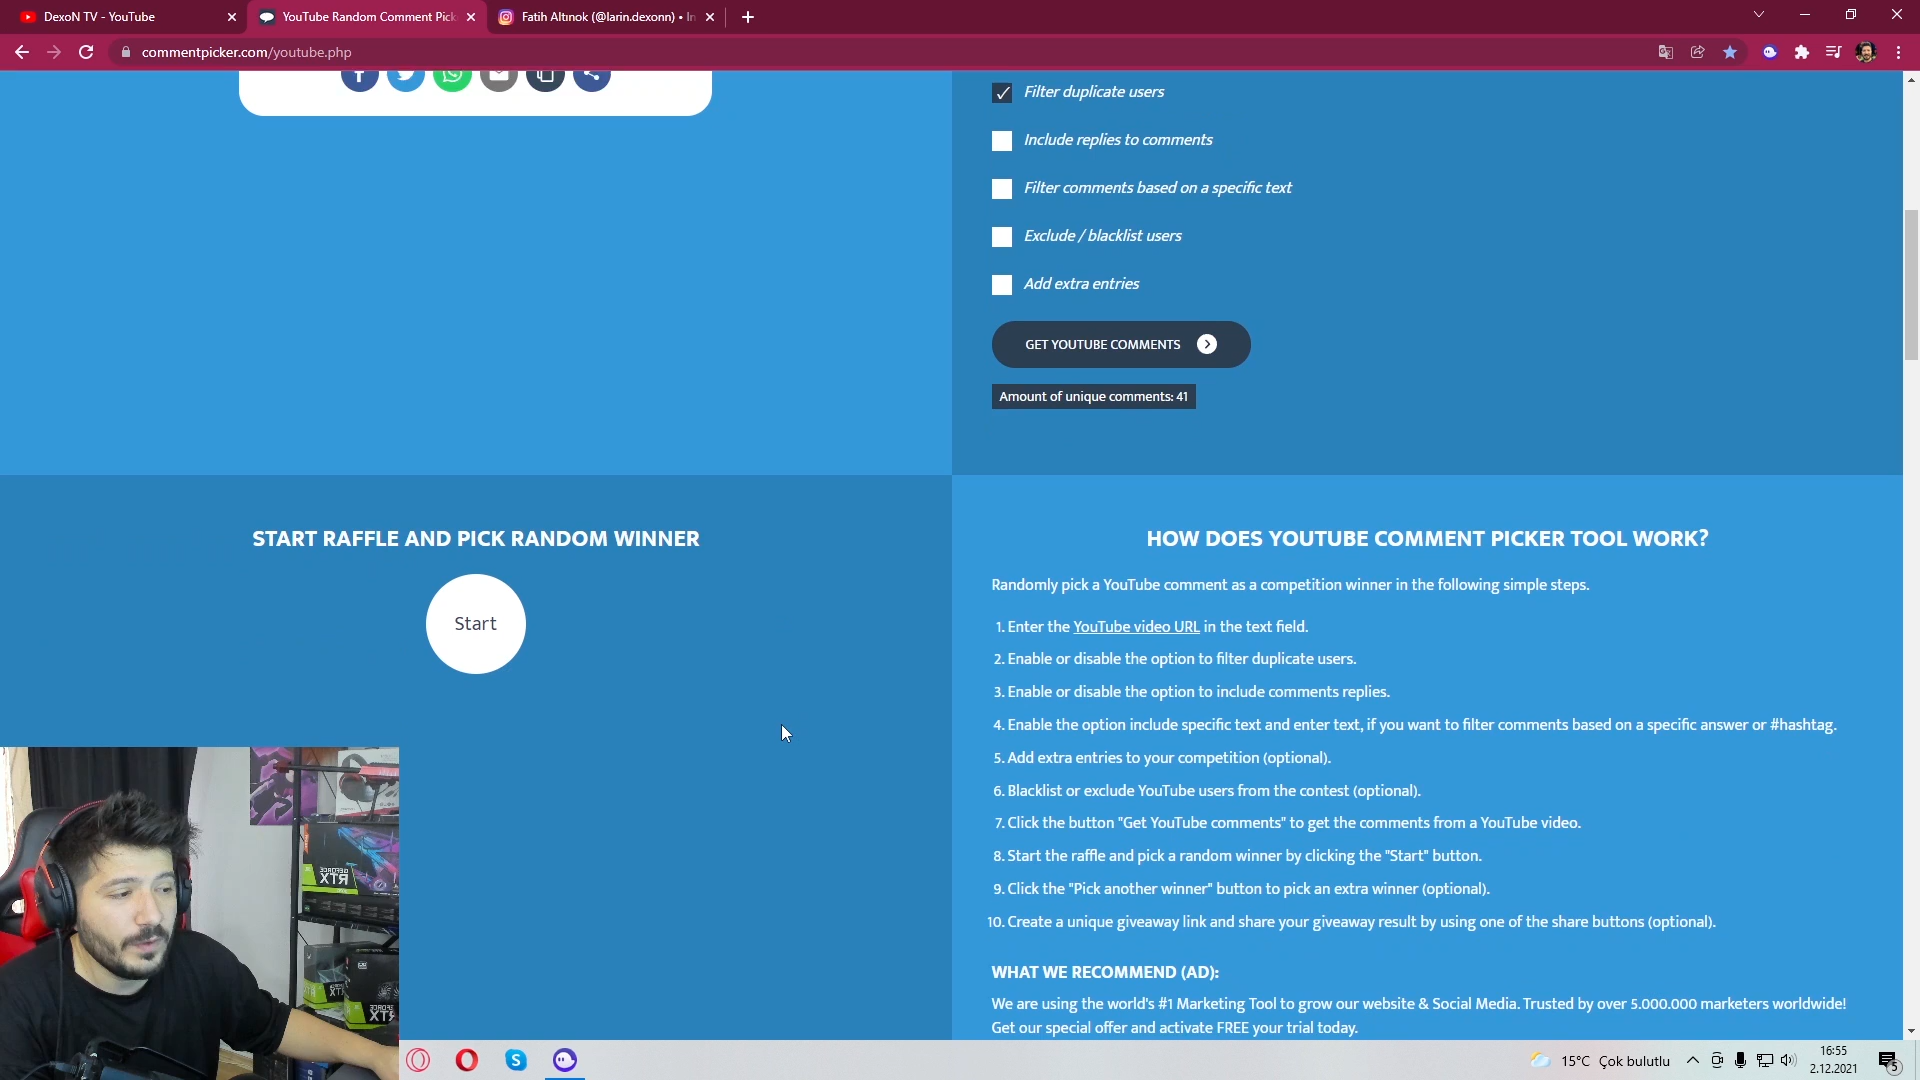 DexoN TV - YouTube
YouTube Random Comment Pick
Fatih Altınok (@larin.dexonn) • In
commentpicker.com/youtube.php
Filter duplicate users
Include replies to comments
Filter comments based on a specific text
Exclude / blacklist users
Add extra entries
GET YOUTUBE COMMENTS
Amount of unique comments: 41
START RAFFLE AND PICK RANDOM WINNER
Start
HOW DOES YOUTUBE COMMENT PICKER TOOL WORK?
Randomly pick a YouTube comment as a competition winner in the following simple steps.
1. Enter the YouTube video URL in the text field.
2. Enable or disable the option to filter duplicate users.
3. Enable or disable the option to include comments replies.
4. Enable the option include specific text and enter text, if you want to filter comments based on a specific answer or #hashtag.
5. Add extra entries to your competition (optional).
6. Blacklist or exclude YouTube users from the contest (optional).
7. Click the button "Get YouTube comments" to get the comments from a YouTube video.
8. Start the raffle and pick a random winner by clicking the "Start" button.
9. Click the "Pick another winner" button to pick an extra winner (optional).
10. Create a unique giveaway link and share your giveaway result by using one of the share buttons (optional).
WHAT WE RECOMMEND (AD):
We are using the world's #1 Marketing Tool to grow our website & Social Media. Trusted by over 5.000.000 marketers worldwide!
Get our special offer and activate FREE your trial today.
GEFORCE
RTX
RTX
15°C Çok bulutlu
16:55
2.12.2021
5